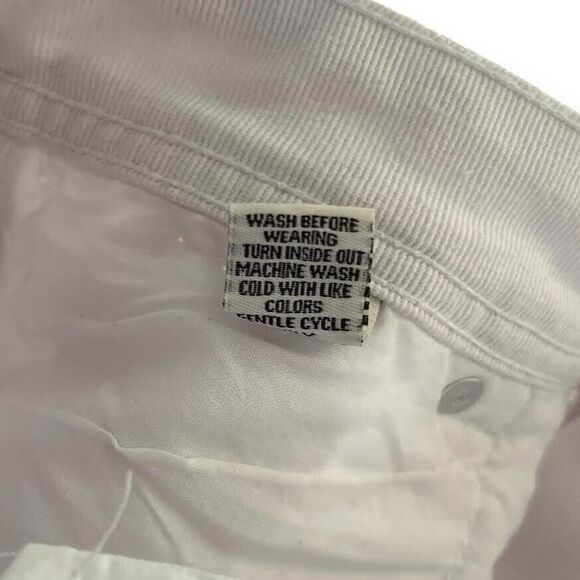 WASH BEFORE
WEARING
TURN INSIDE OUT
MACHINE WASH
COLD WITH LIKE
COLORS
GENTLE CYCLE